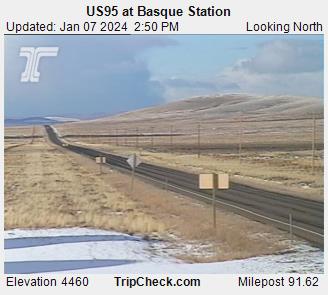 US95 at Basque Station
Updated: Jan 07 2024 2:50 PM Looking North
Elevation 4460 TripCheck.com Milepost 91.62